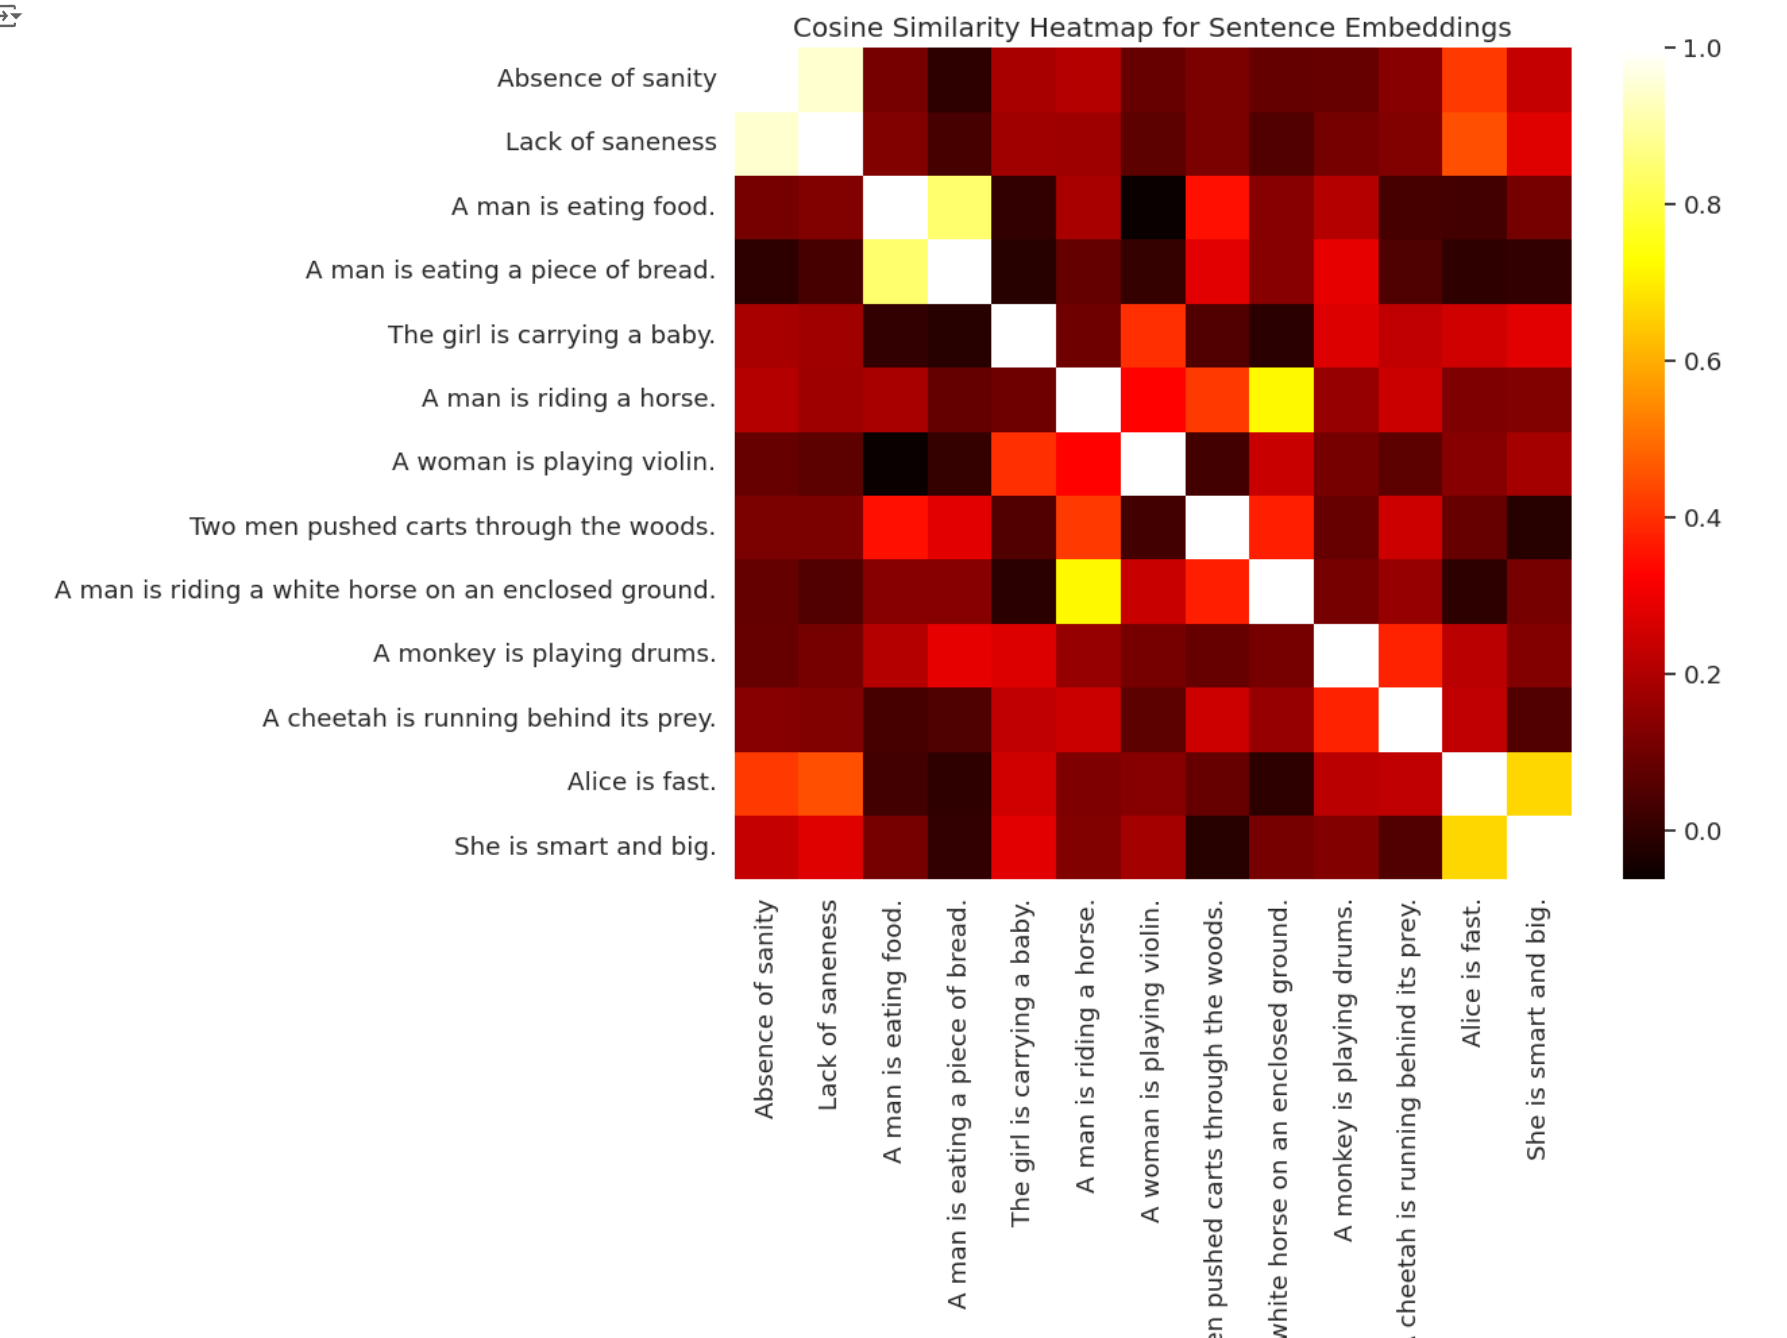 Cosine Similarity Heatmap for Sentence Embeddings
Absence of sanity
Lack of saneness
A man is eating food.
A man is eating a piece of bread.
The girl is carrying a baby.
A man is riding a horse.
A woman is playing violin.
Two men pushed carts through the woods.
A man is riding a white horse on an enclosed ground.
A monkey is playing drums.
A cheetah is running behind its prey.
Alice is fast.
She is smart and big.
1.0
0.8
0.6
0.4
0.2
0.0
Absence of sanity
Lack of saneness
A man is eating food.
A man is eating a piece of bread.
The girl is carrying a baby.
A man is riding a horse.
A woman is playing violin.
en pushed carts through the woods.
white horse on an enclosed ground.
A monkey is playing drums.
cheetah is running behind its prey.
Alice is fast.
She is smart and big.